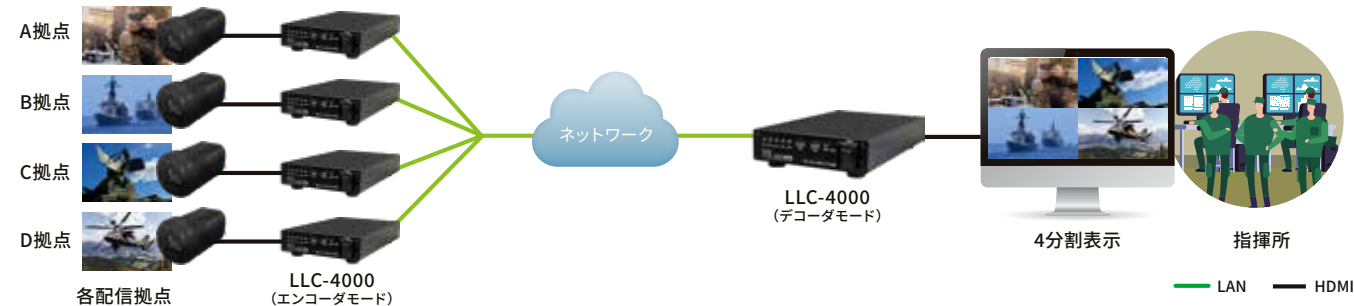 A拠点
B拠点
C拠点
D拠点
各配信拠点
LLC-4000
（エンコーダモード）
ネットワーク
LLC-4000
（デコーダモード）
4分割表示
指揮所
LAN
HDMI